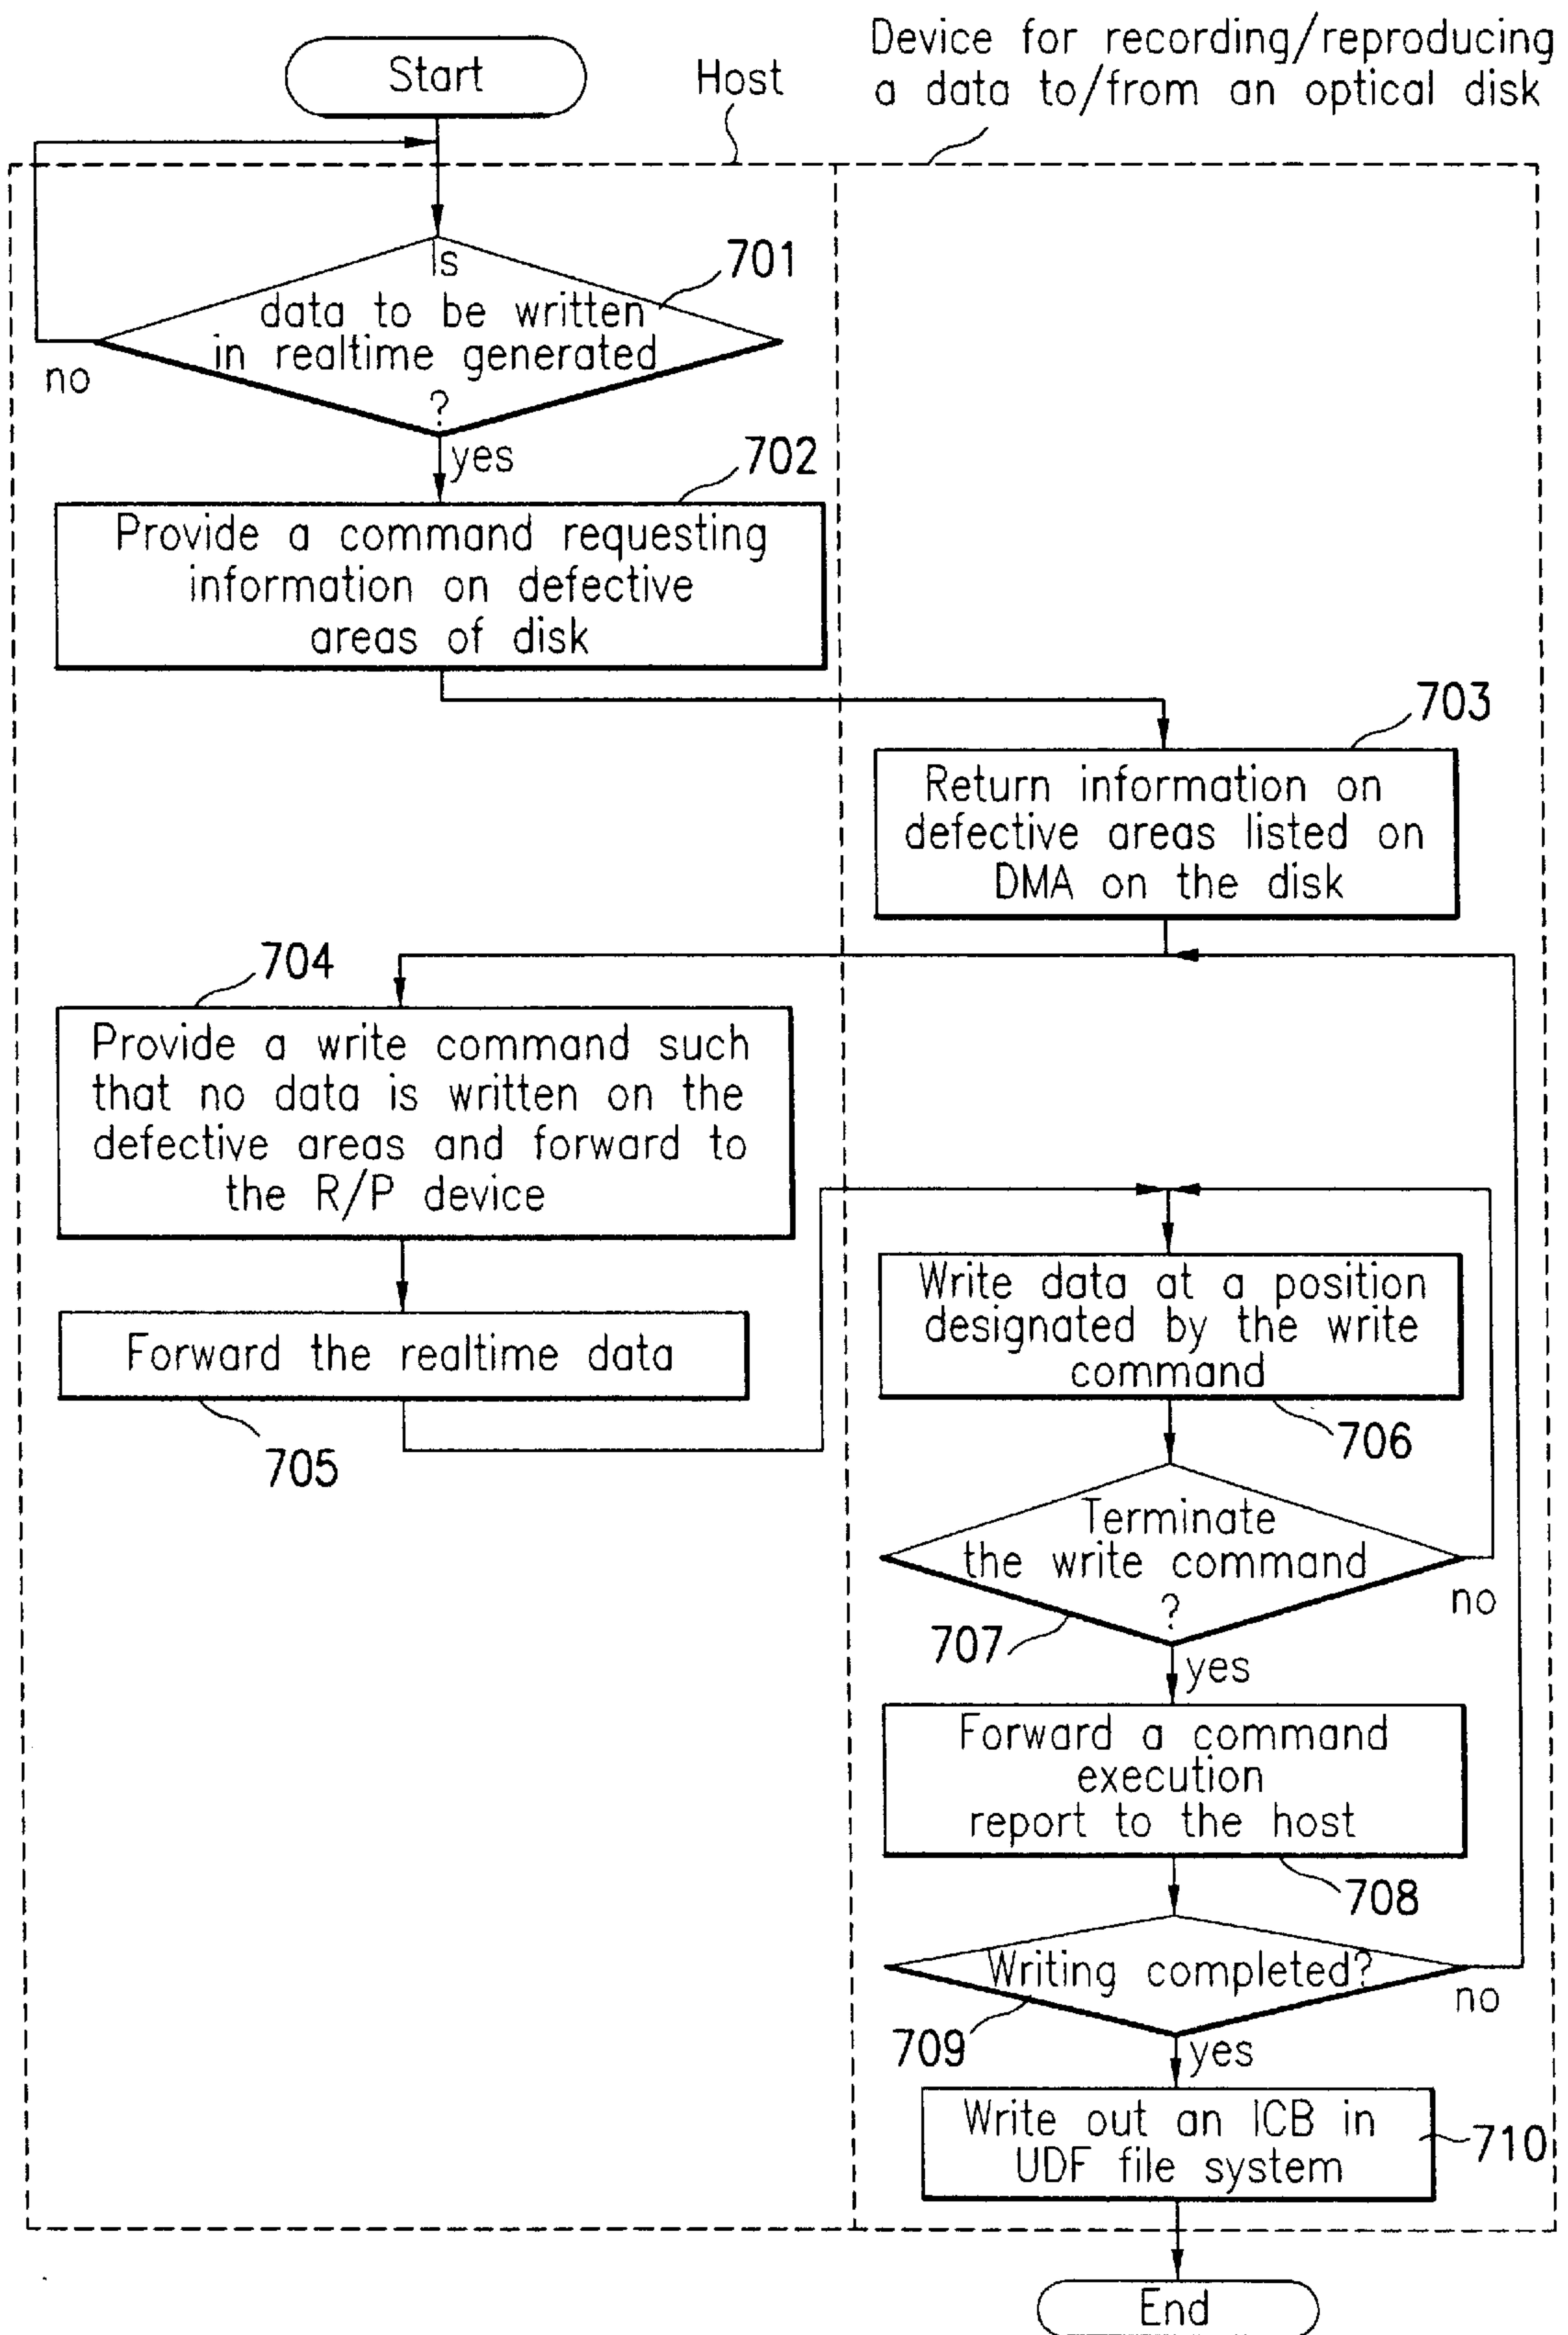 Start
Host
Device for recording/reproducing
a data to/from an optical disk
Is
data to be written
in realtime generated
?
701
no
yes
702
Provide a command requesting
information on defective
areas of disk
703
Return information on
defective areas listed on
DMA on the disk
704
Provide a write command such
that no data is written on the
defective areas and forward to
the R/P device
Forward the realtime data
705
Write data at a position
designated by the write
command
706
Terminate
the write command
?
no
707
yes
Forward a command
execution
report to the host
708
Writing completed?
no
709
yes
Write out an ICB in
UDF file system
710
End